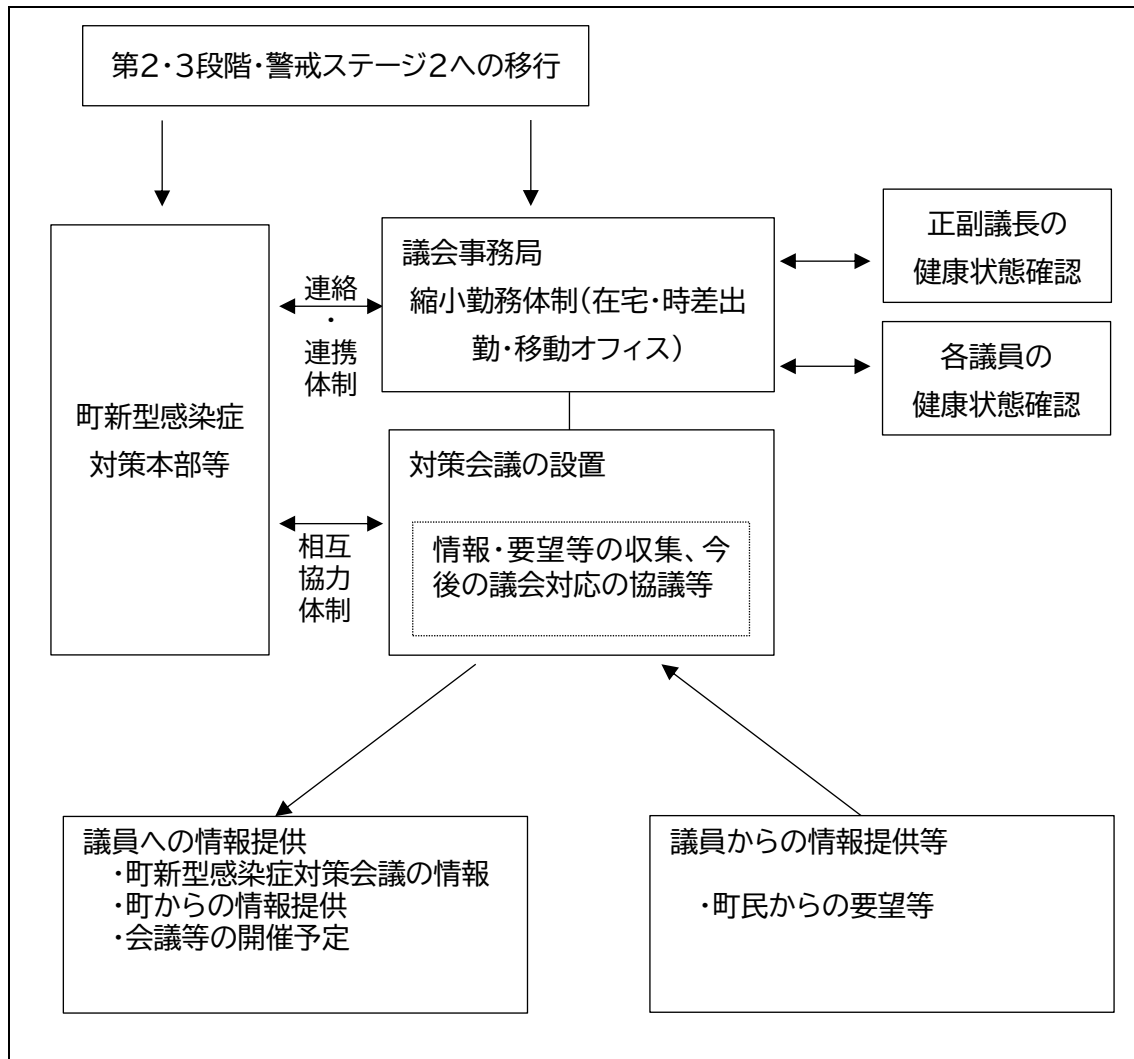 第2・3段階・警戒ステージ2への移行
議会事務局
縮小勤務体制(在宅・時差出
勤・移動オフィス)
正副議長の
健康状態確認
各議員の
健康状態確認
連絡
・
連携
体制
町新型感染症
対策本部等
対策会議の設置
情報・要望等の収集、今
後の議会対応の協議等
相互
協力
体制
議員への情報提供
・町新型感染症対策会議の情報
・町からの情報提供
・会議等の開催予定
議員からの情報提供等
・町民からの要望等